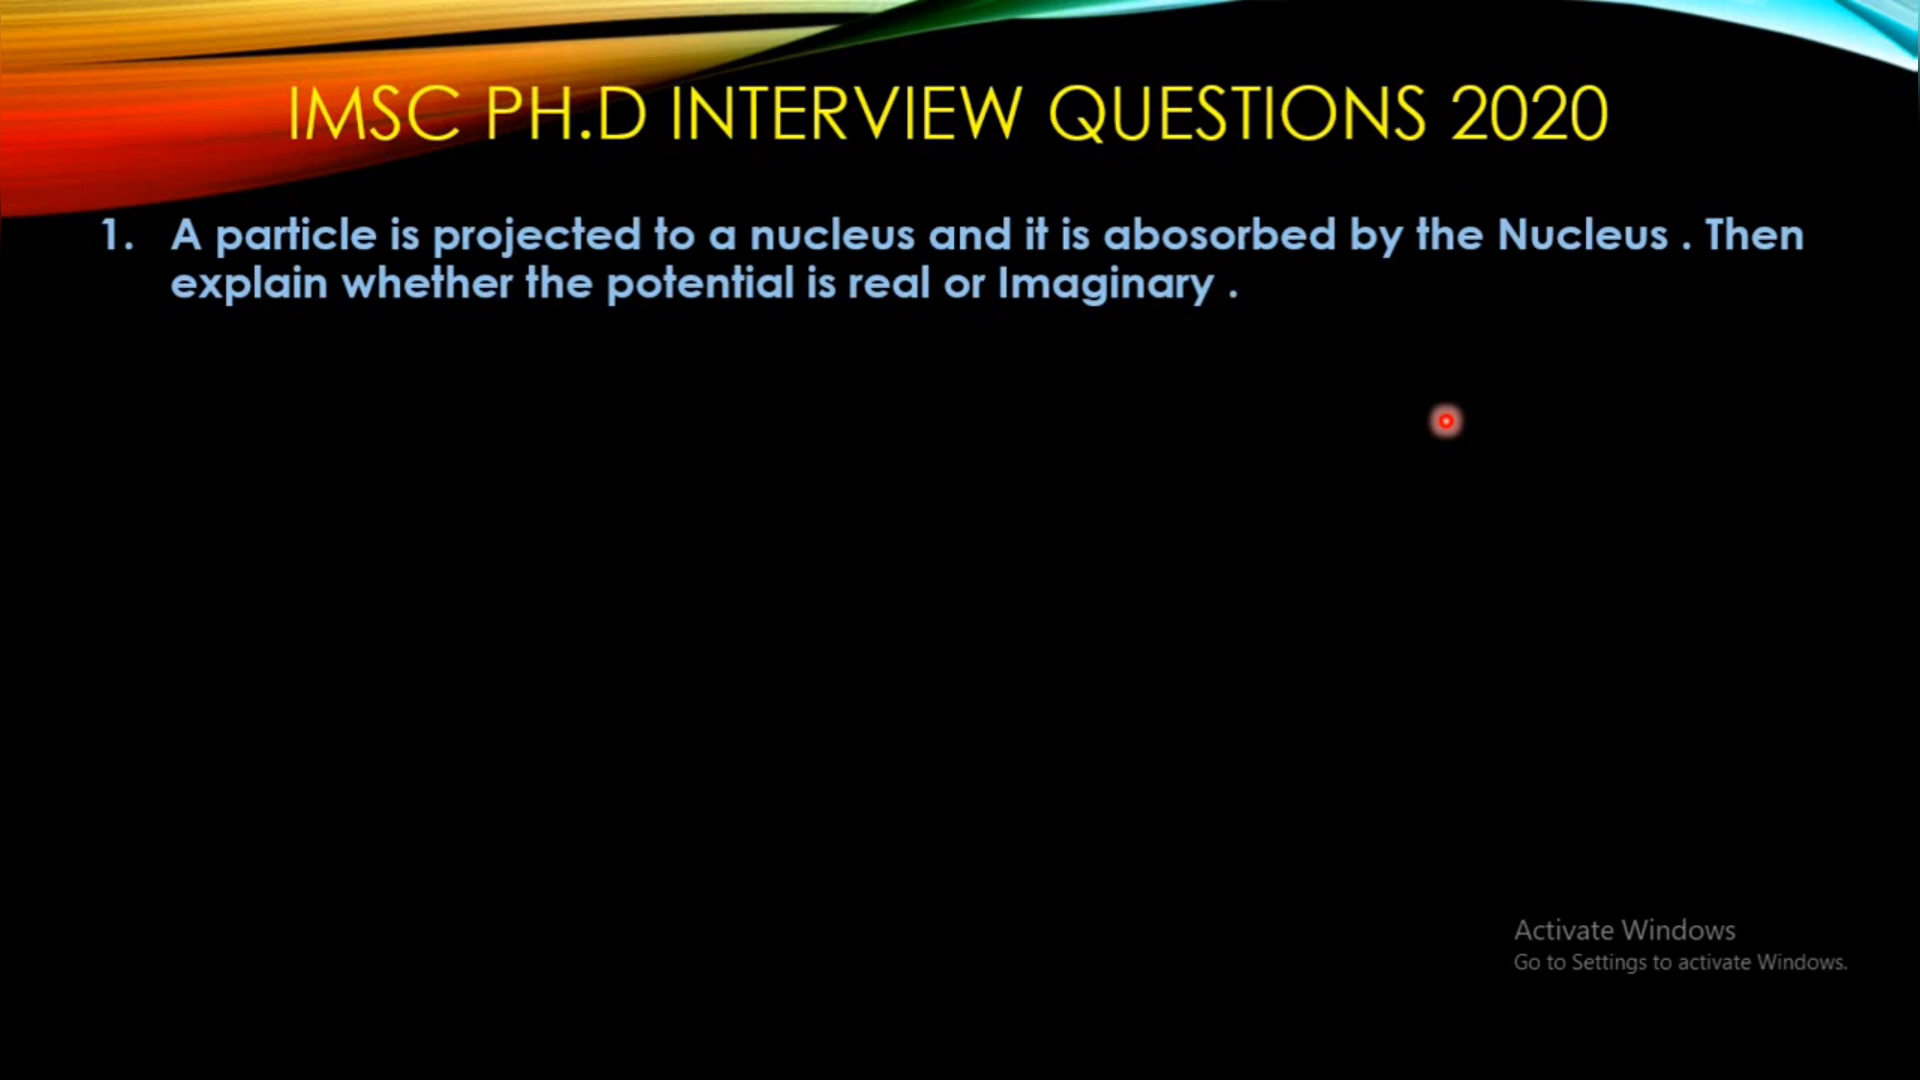 IMSC PH.D INTERVIEW QUESTIONS 2020
1. A particle is projected to a nucleus and it is abosorbed by the Nucleus . Then
explain whether the potential is real or Imaginary .
Activate Windows
Go to Settings to activate Windows.